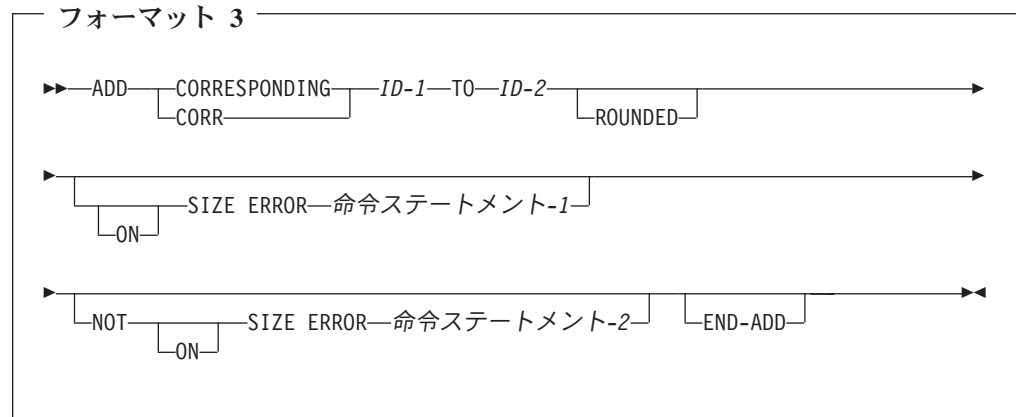 フォーマット 3
ADD CORRESPONDING ID-1 TO ID-2
CORR ROUNDED
SIZE ERROR 命令ステートメント-1
ON
NOT SIZE ERROR 命令ステートメント-2 END-ADD
ON